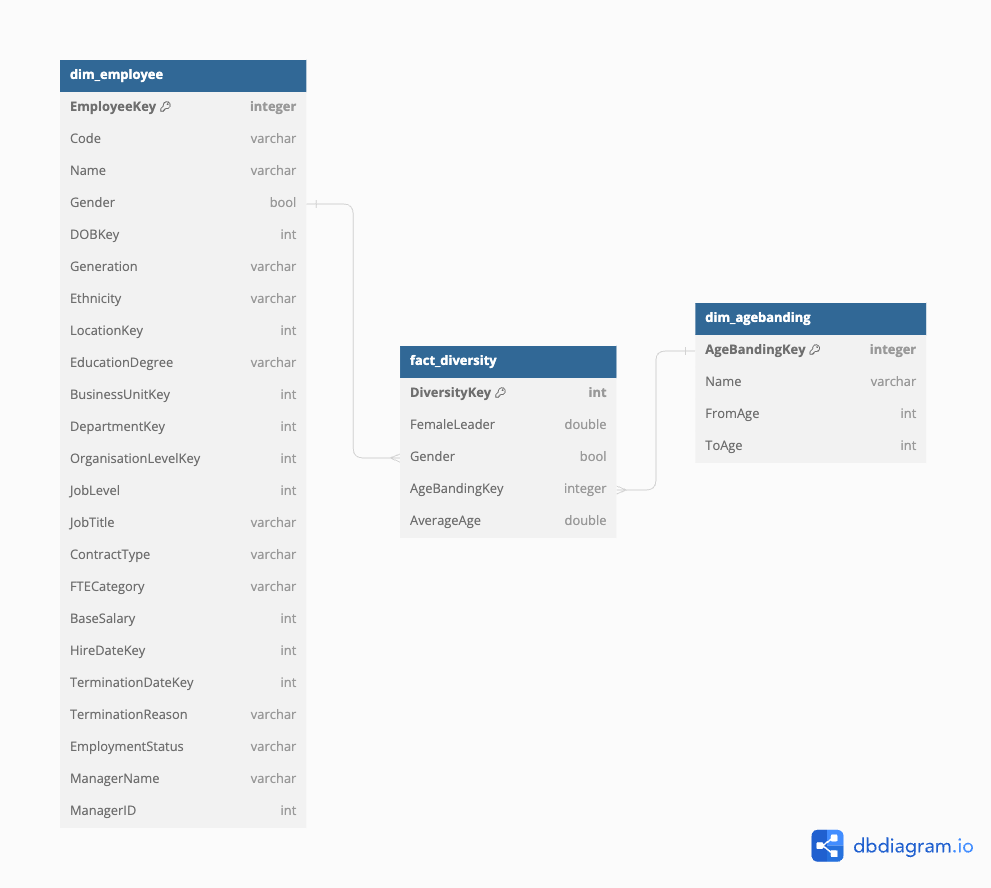 dim_employee
EmployeeKey integer
Code varchar
Name varchar
Gender bool
DOBKey int
Generation varchar
Ethnicity varchar
LocationKey int
EducationDegree varchar
BusinessUnitKey int
DepartmentKey int
OrganisationLevelKey int
JobLevel int
JobTitle varchar
ContractType varchar
FTECategory varchar
BaseSalary int
HireDateKey int
TerminationDateKey int
TerminationReason varchar
EmploymentStatus varchar
ManagerName varchar
ManagerID int
fact_diversity
DiversityKey int
FemaleLeader double
Gender bool
AgeBandingKey integer
AverageAge double
dim_agebanding
AgeBandingKey integer
Name varchar
FromAge int
ToAge int
dbdiagram.io